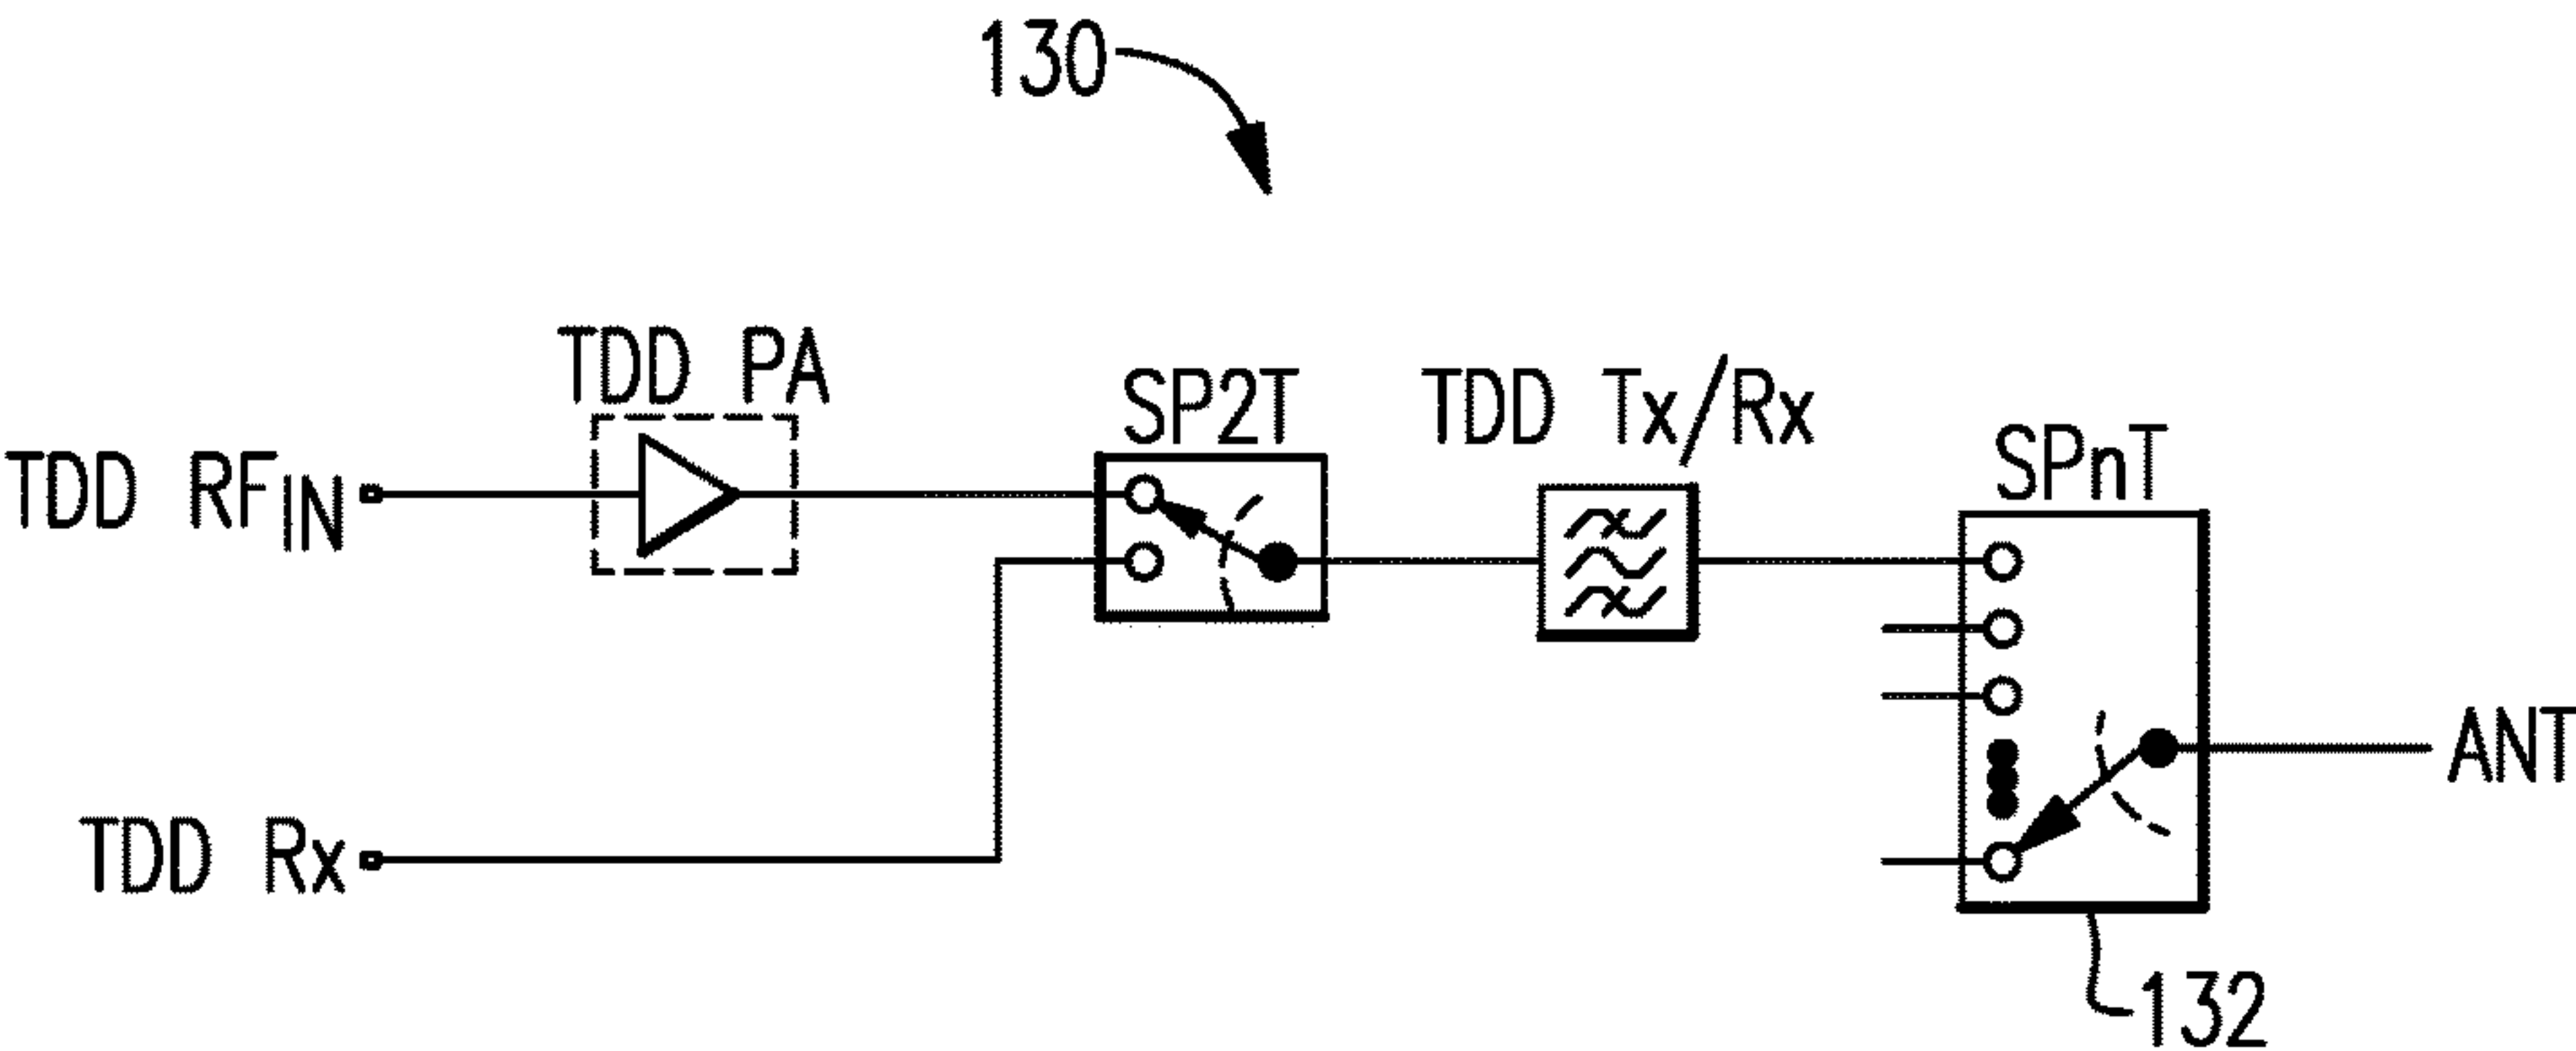 130
TDD PA
SP2T
TDD Tx/Rx
SPnT
TDD RFIN
ANT
TDD Rx
132